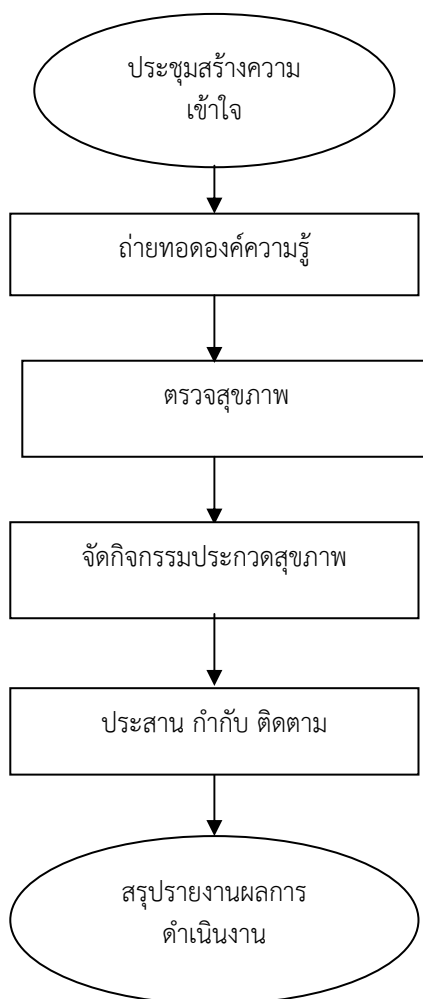 ประชุมสร้างความ
เข้าใจ
ถ่ายทอดองค์ความรู้
ตรวจสุขภาพ
จัดกิจกรรมประกวดสุขภาพ
ประสาน กำกับ ติดตาม
สรุปรายงานผลการ
ดำเนินงาน